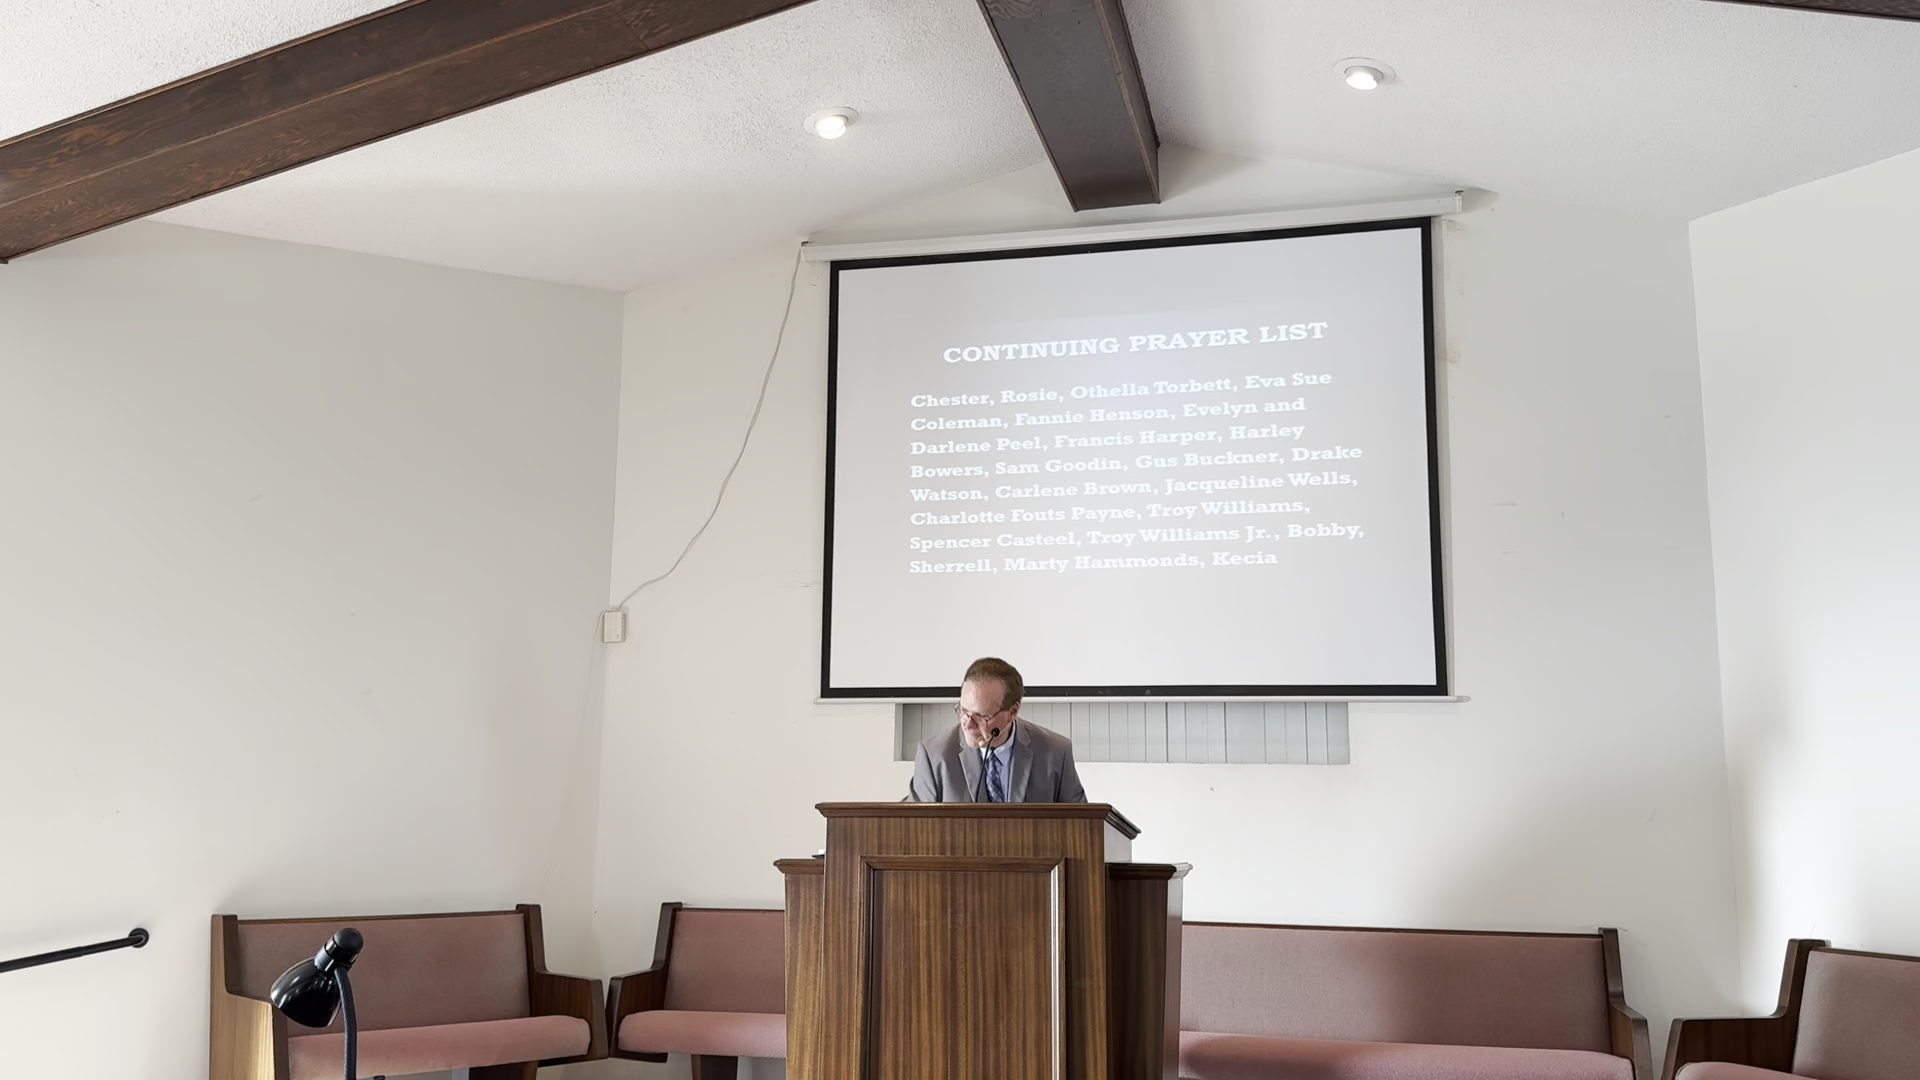 CONTINUING PRAYER LIST
Chester, Rosie, Othella Torbett, Eva Sue
Coleman, Fannie Henson, Evelyn and
Darlene Peel, Francis Harper, Harley
Bowers, Sam Goodin, Gus Buckner, Drake
Watson, Carlene Brown, Jacqueline Wells,
Charlotte Fouts Payne, Troy Williams,
Spencer Casteel, Troy Williams Jr., Bobby,
Sherrell, Marty Hammonds, Kecia